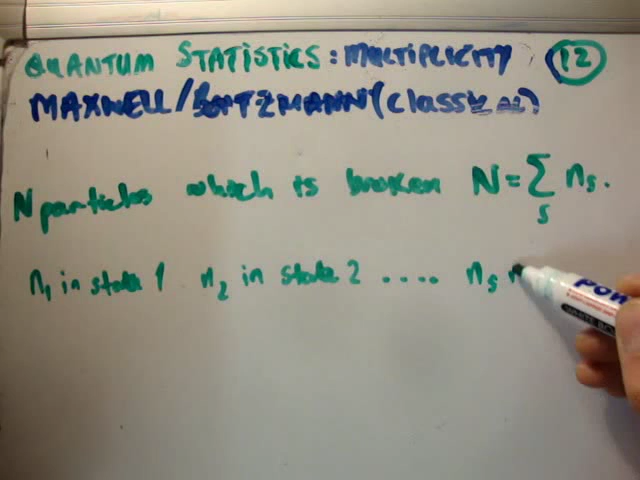 QUANTUM STATISTICS: MULTIPLICITY 12
MAXWELL/BOLTZMANN (classical)
N particles which is broken N = ∑ₛ nₛ.
n₁ in state 1 n₂ in state 2 .... nₛ